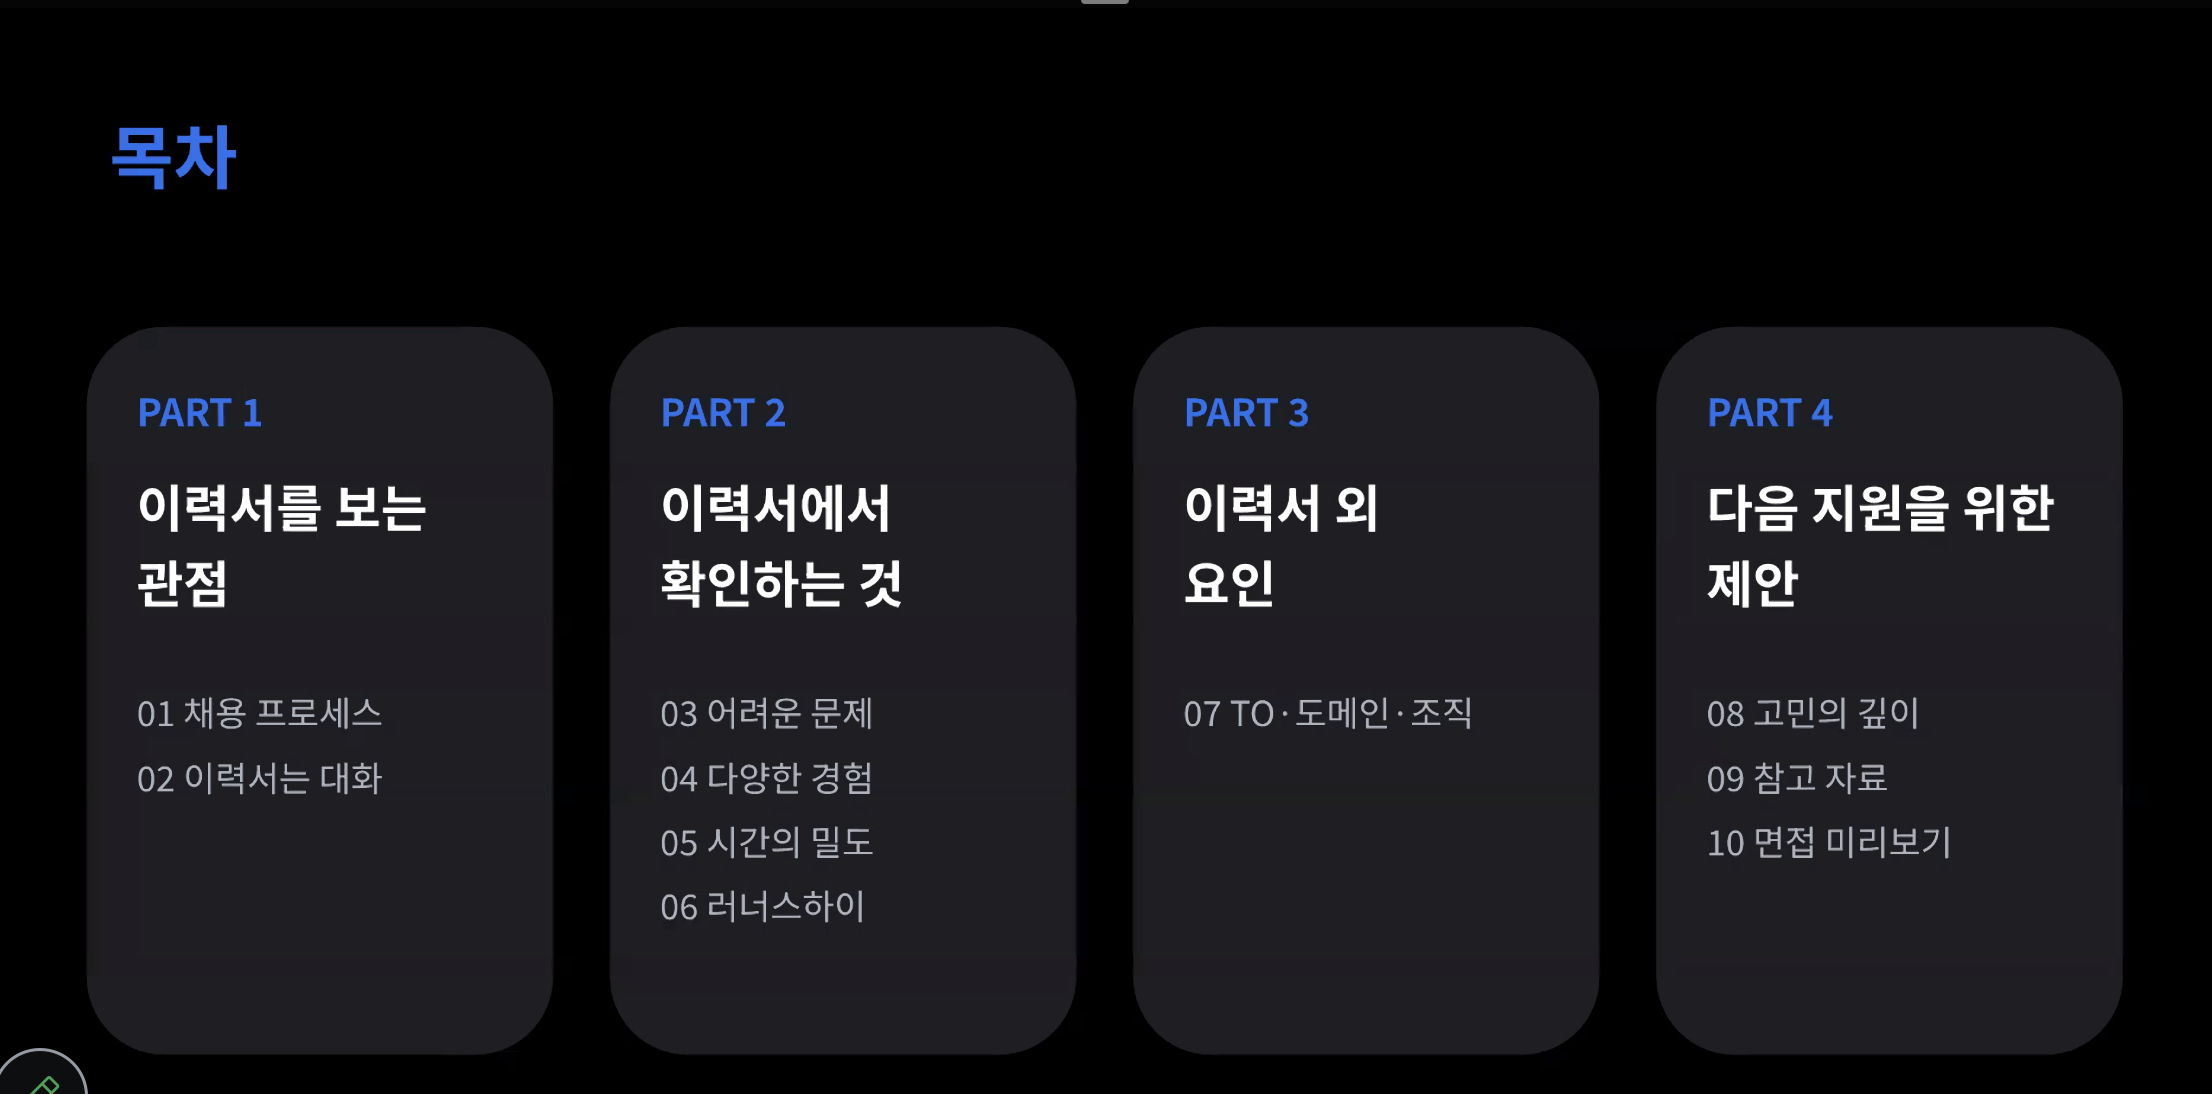 목차
PART 1
이력서를 보는
관점
01 채용 프로세스
02 이력서는 대화
PART 2
이력서에서
확인하는 것
03 어려운 문제
04 다양한 경험
05 시간의 밀도
06 러너스하이
PART 3
이력서 외
요인
07 TO · 도메인 · 조직
PART 4
다음 지원을 위한
제안
08 고민의 깊이
09 참고 자료
10 면접 미리보기